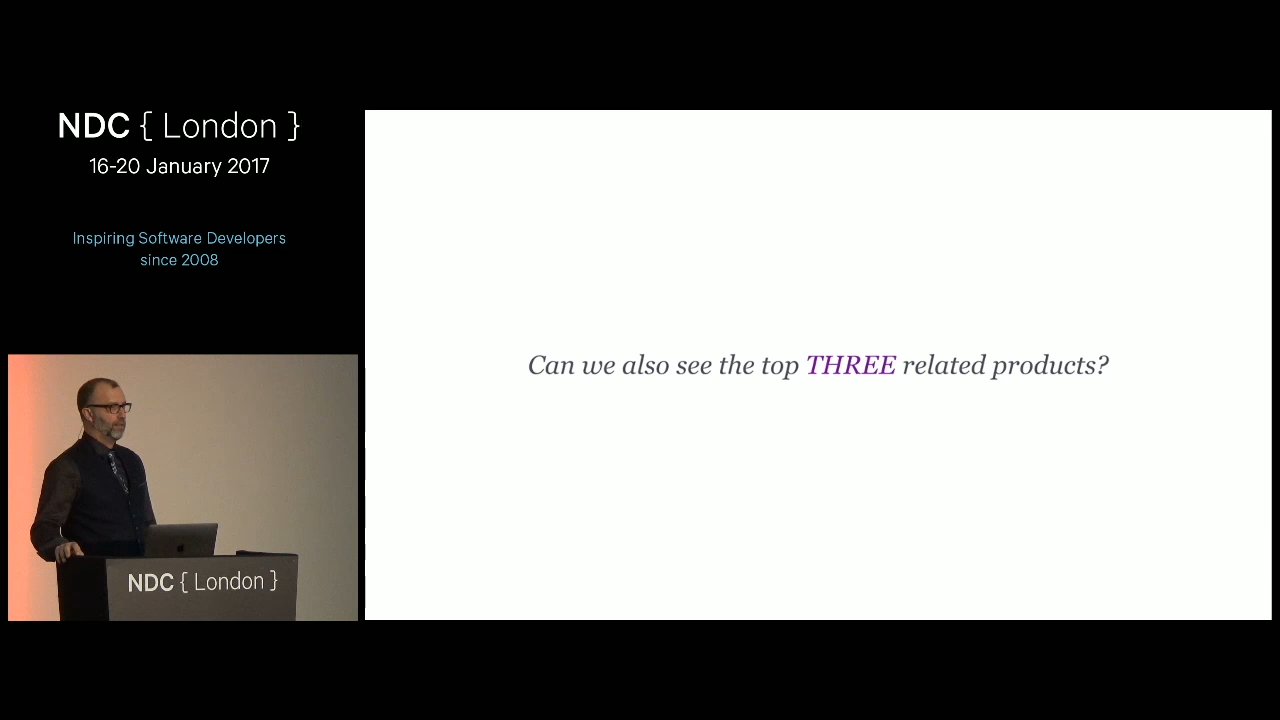 NDC { London }
16-20 January 2017
Inspiring Software Developers
since 2008
Can we also see the top THREE related products?
NDC { London }